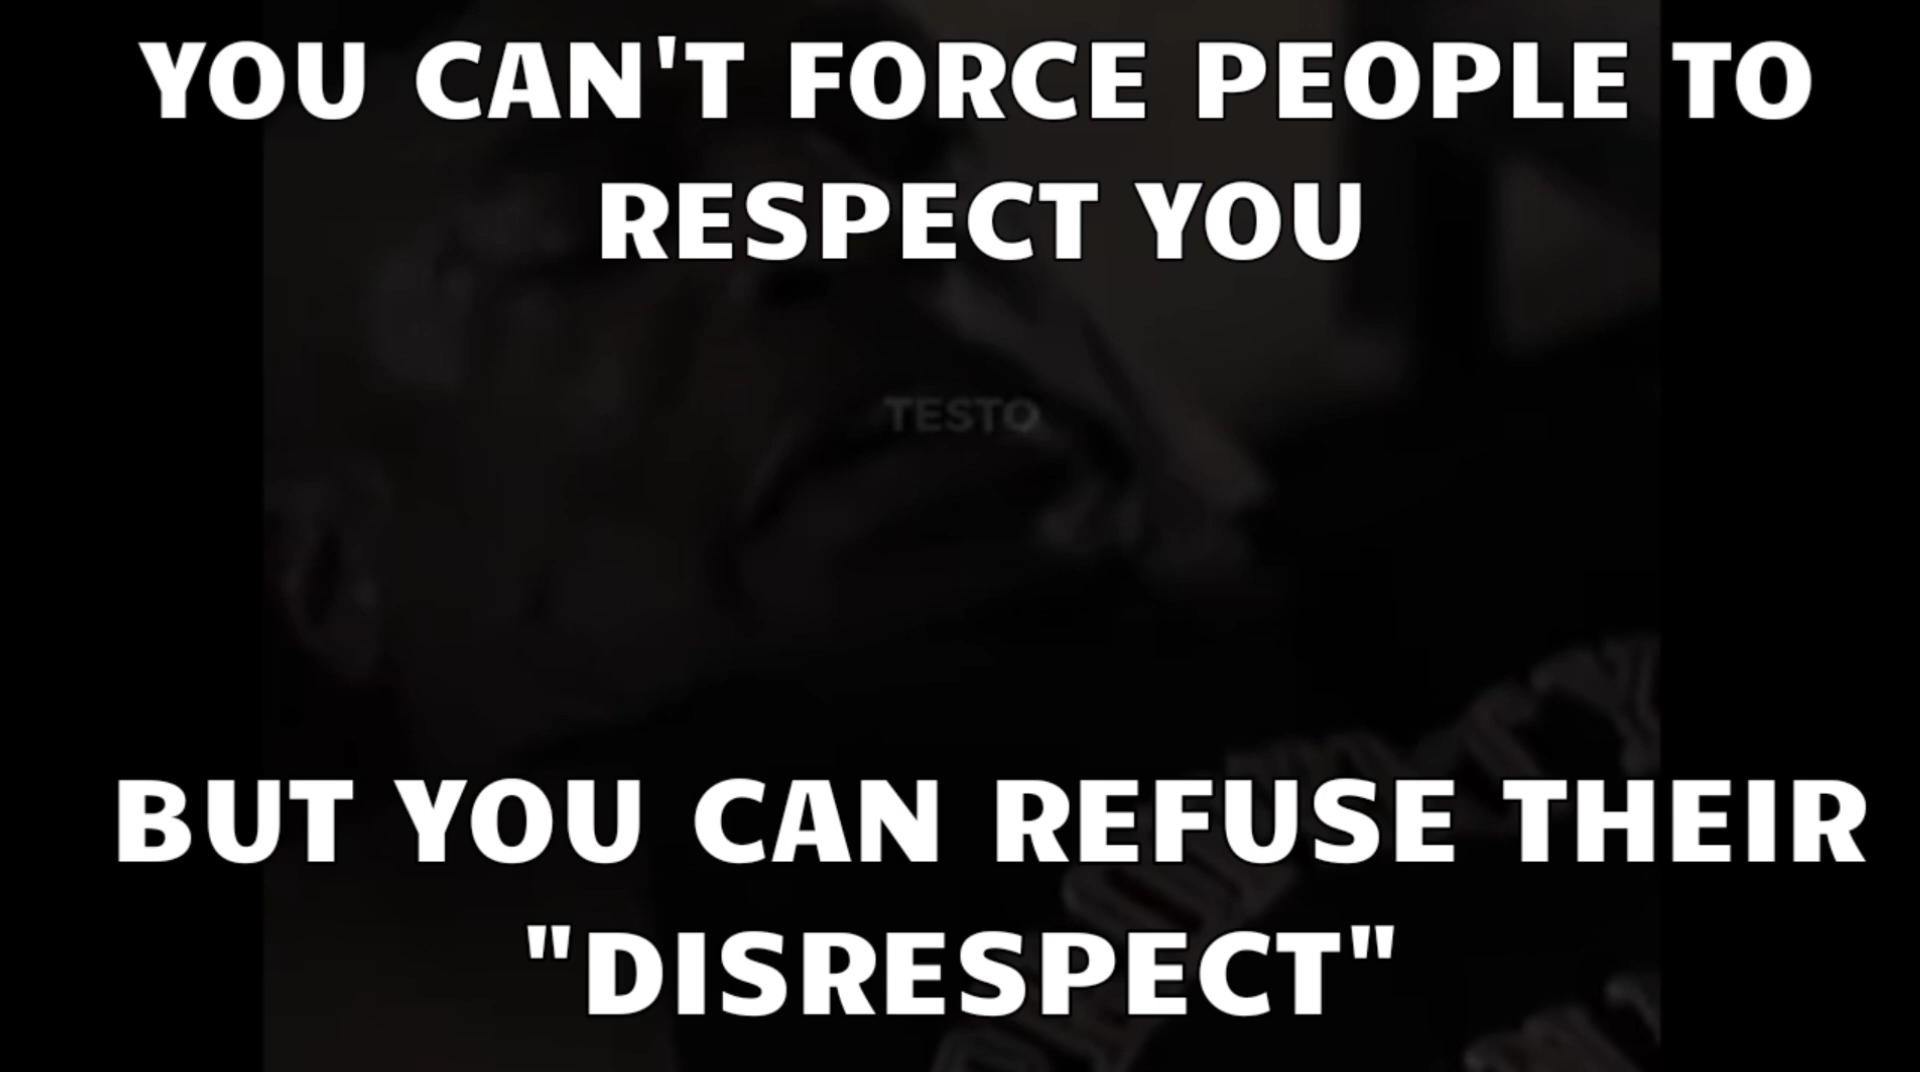 YOU CAN'T FORCE PEOPLE TO
RESPECT YOU
TESTO
BUT YOU CAN REFUSE THEIR
"DISRESPECT"